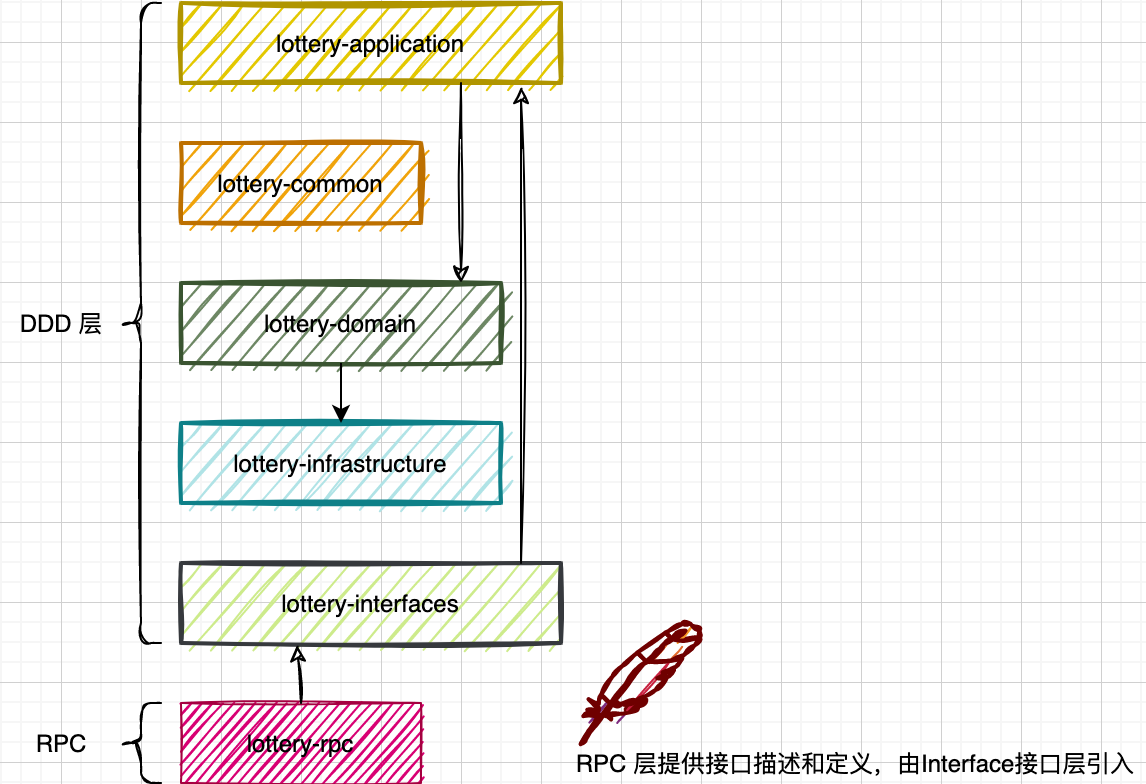 lottery-application
lottery-common
lottery-domain
DDD 层
lottery-infrastructure
lottery-interfaces
lottery-rpc
RPC
RPC 层提供接口描述和定义，由Interface接口层引入